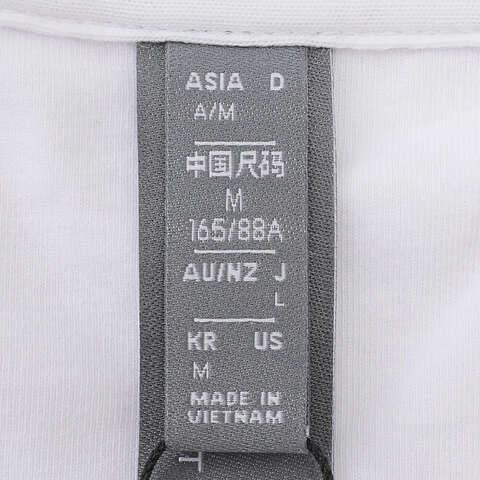 ASIA D
A/M
中国尺码
M
165/88A
AU/NZ J
L
KR US
M
MADE IN
VIETNAM